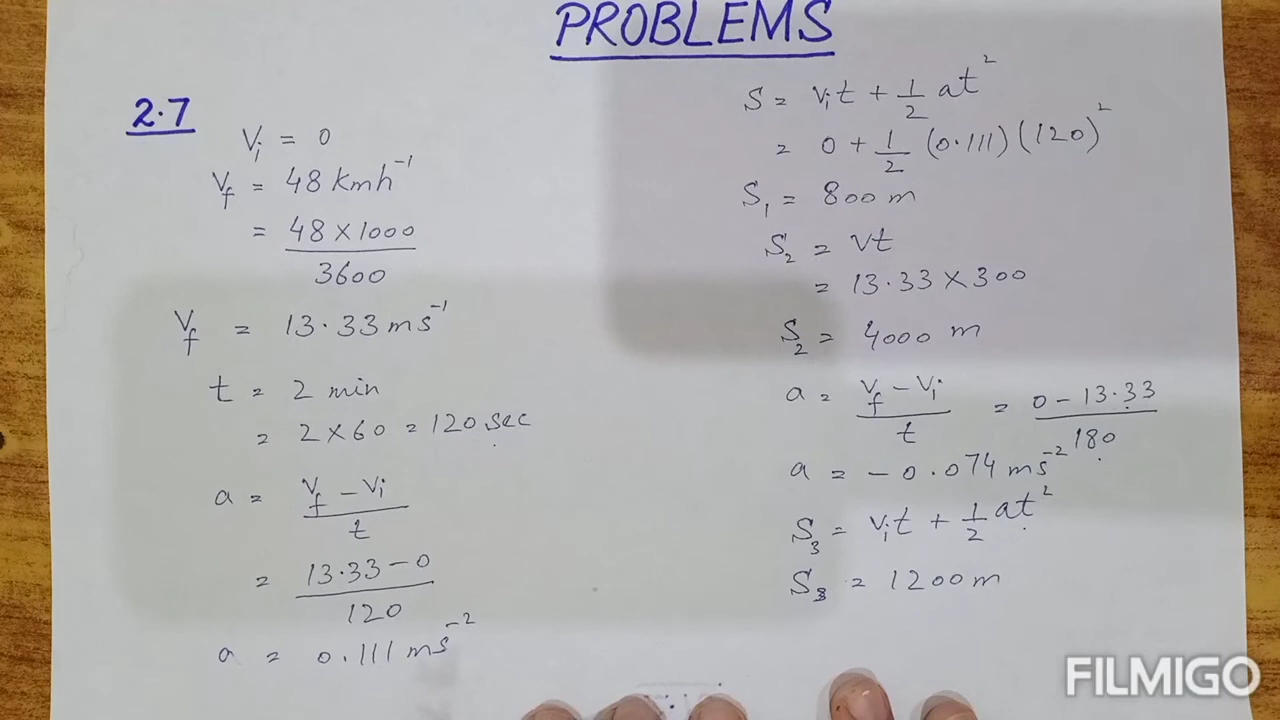 PROBLEMS
2.7
Vi = 0
Vf = 48 kmh⁻¹
= 48 × 1000 / 3600
Vf = 13.33 ms⁻¹
t = 2 min
= 2 × 60 = 120 sec
a = Vf − Vi / t
= 13.33 − 0 / 120
a = 0.111 ms⁻²
S = Vit + 1/2 at²
= 0 + 1/2 (0.111)(120)²
S₁ = 800 m
S₂ = Vt
= 13.33 × 300
S₂ = 4000 m
a = Vf − Vi / t = 0 − 13.33 / 180
a = − 0.074 ms⁻²
S₃ = Vit + 1/2 at²
S₃ = 1200 m
FILMIGO